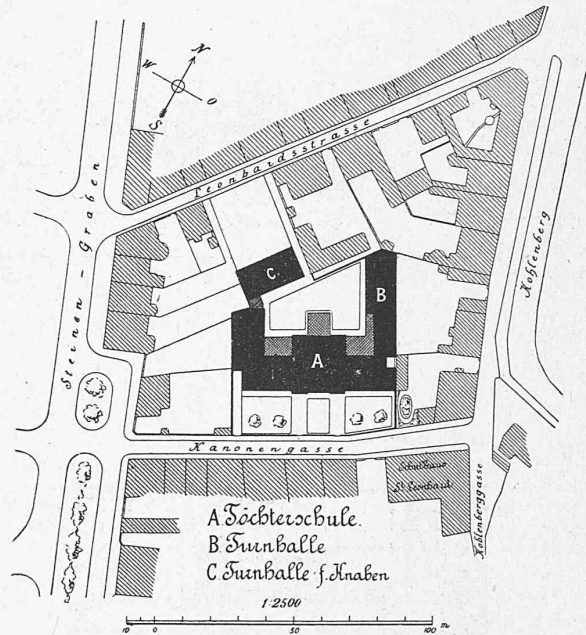 N
W
O
S
Leonhardsstrasse
Steinen-Graben
Kohlenberg
C.
B
A
Kanonengasse
Schulhaus
St. Leonhard
Kohlenberggasse
A Töchterschule.
B Turnhalle
C Turnhalle f. Knaben
1:2500
10 0 50 100 m